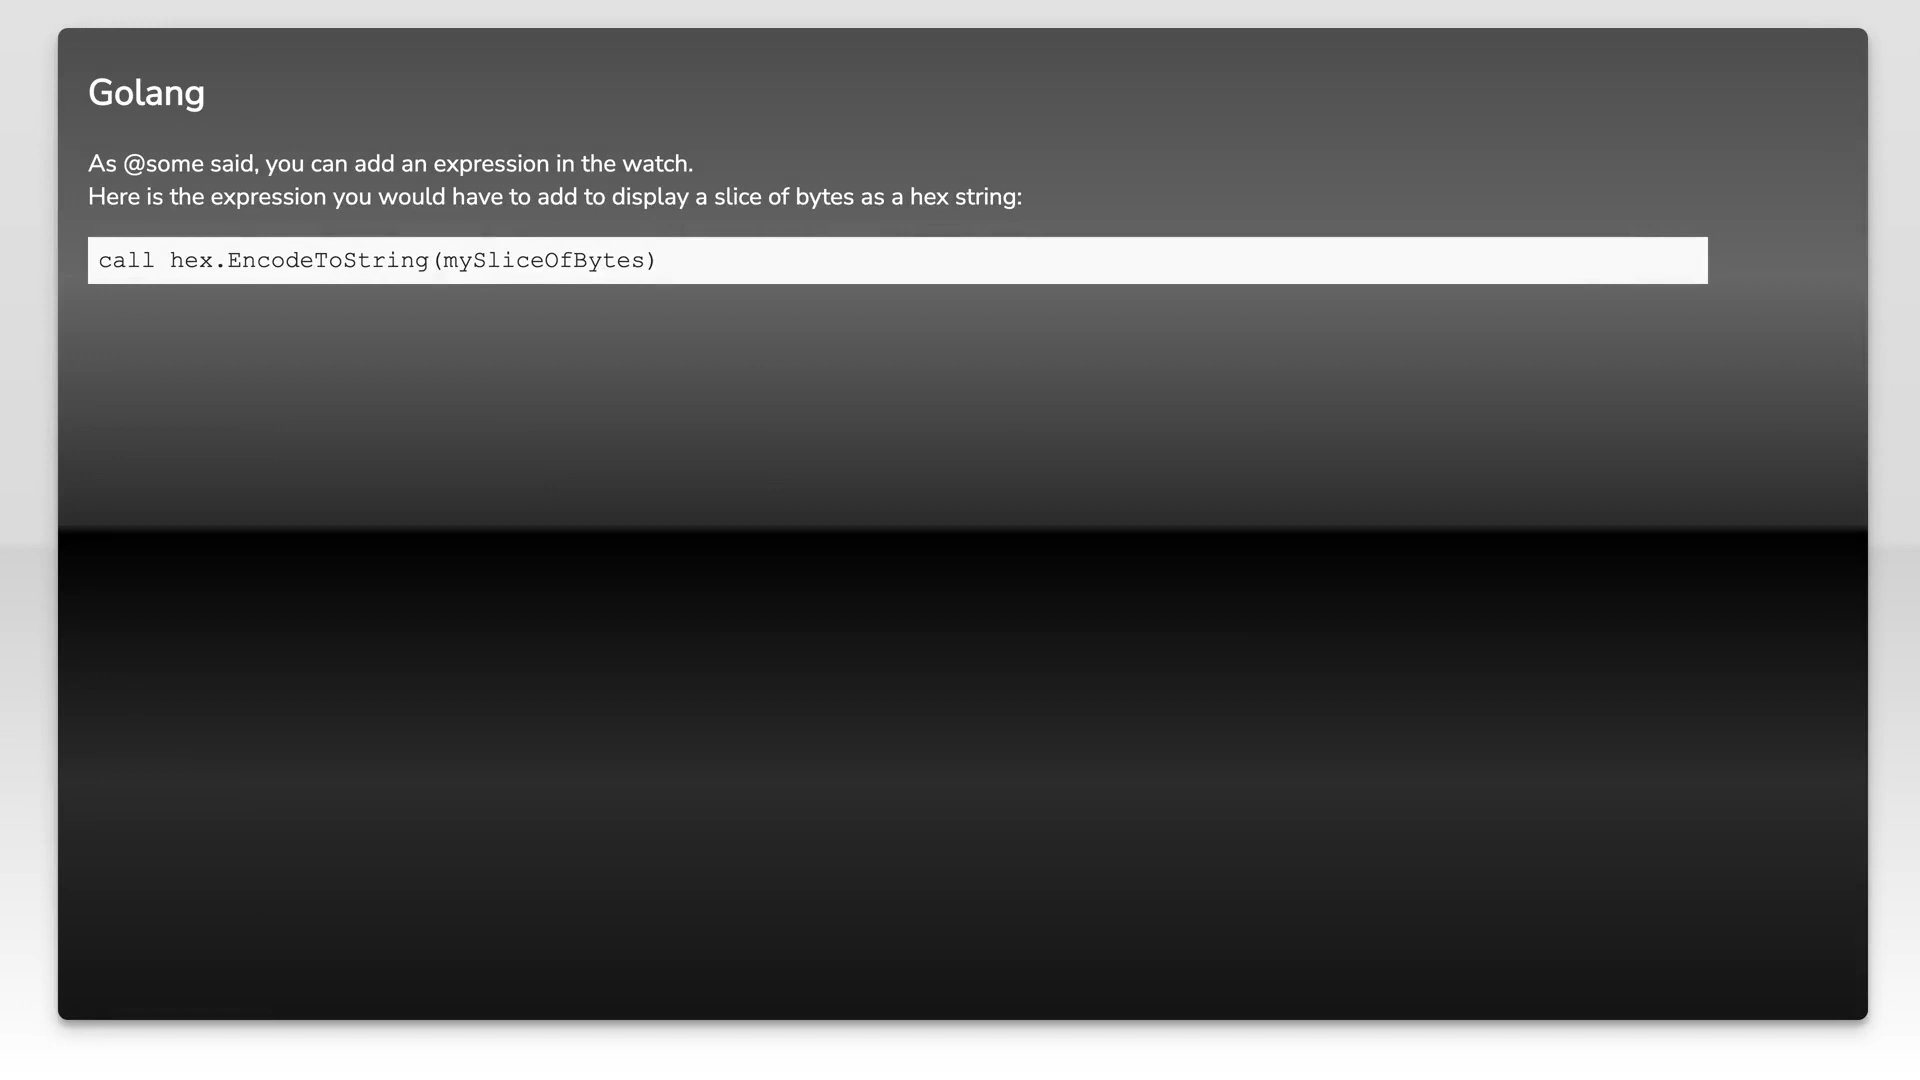 Golang
As @some said, you can add an expression in the watch.
Here is the expression you would have to add to display a slice of bytes as a hex string:
call hex.EncodeToString(mySliceOfBytes)